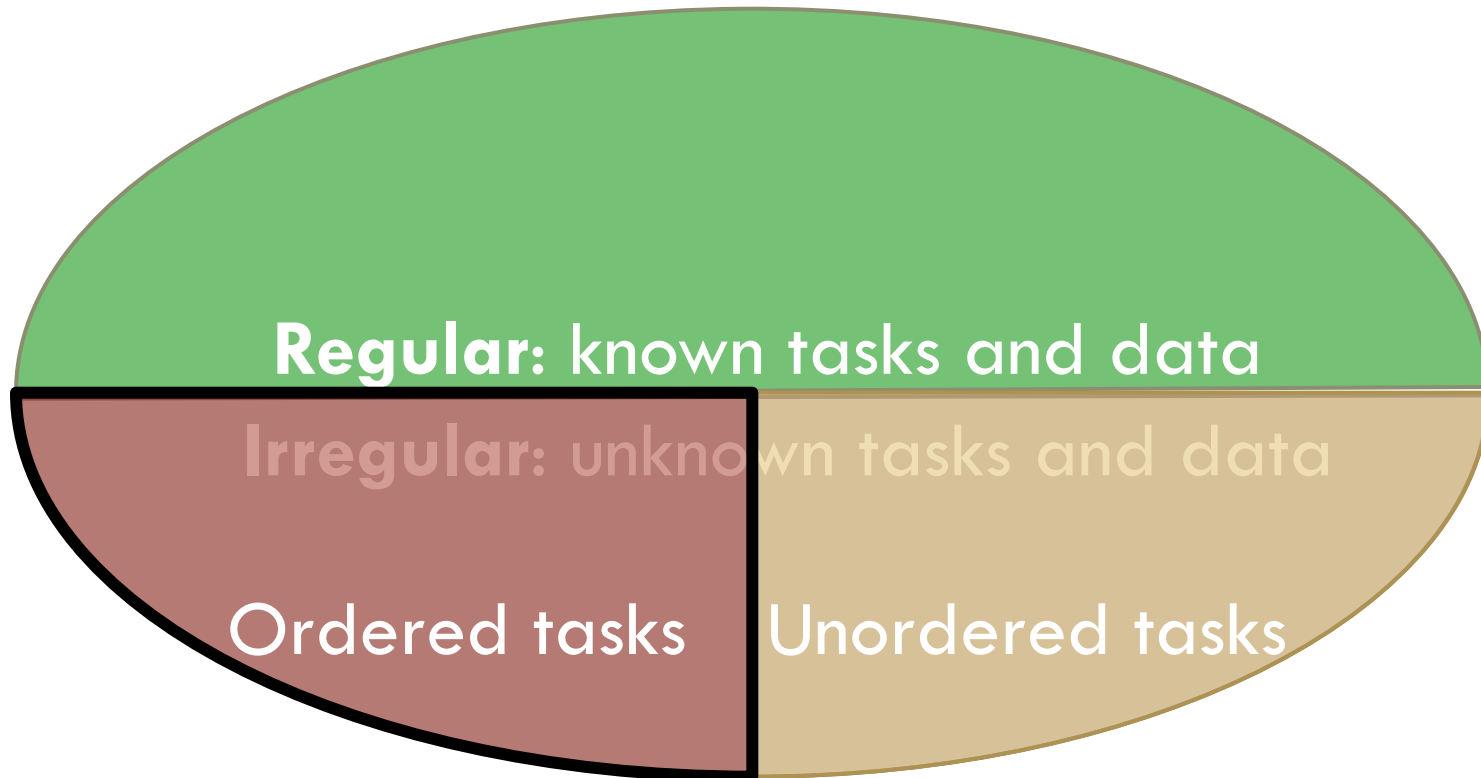 Regular: known tasks and data
Irregular: unknown tasks and data
Ordered tasks
Unordered tasks